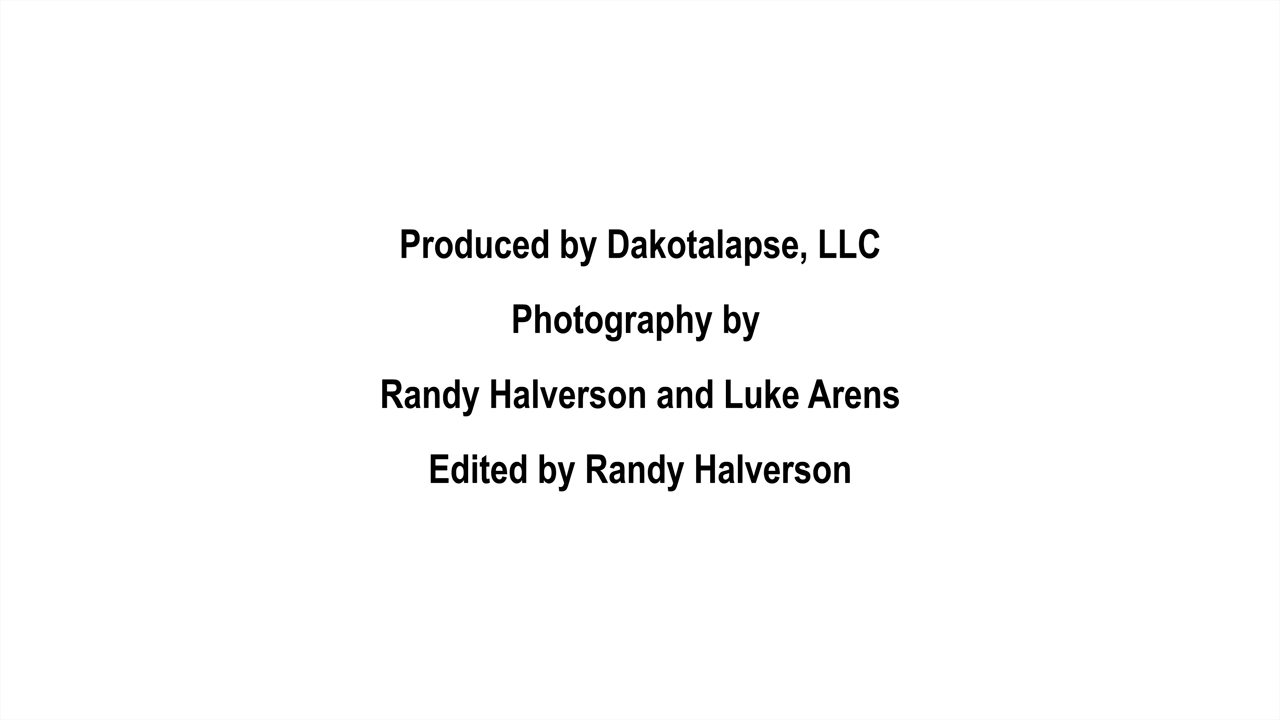 Produced by Dakotalapse, LLC
Photography by
Randy Halverson and Luke Arens
Edited by Randy Halverson